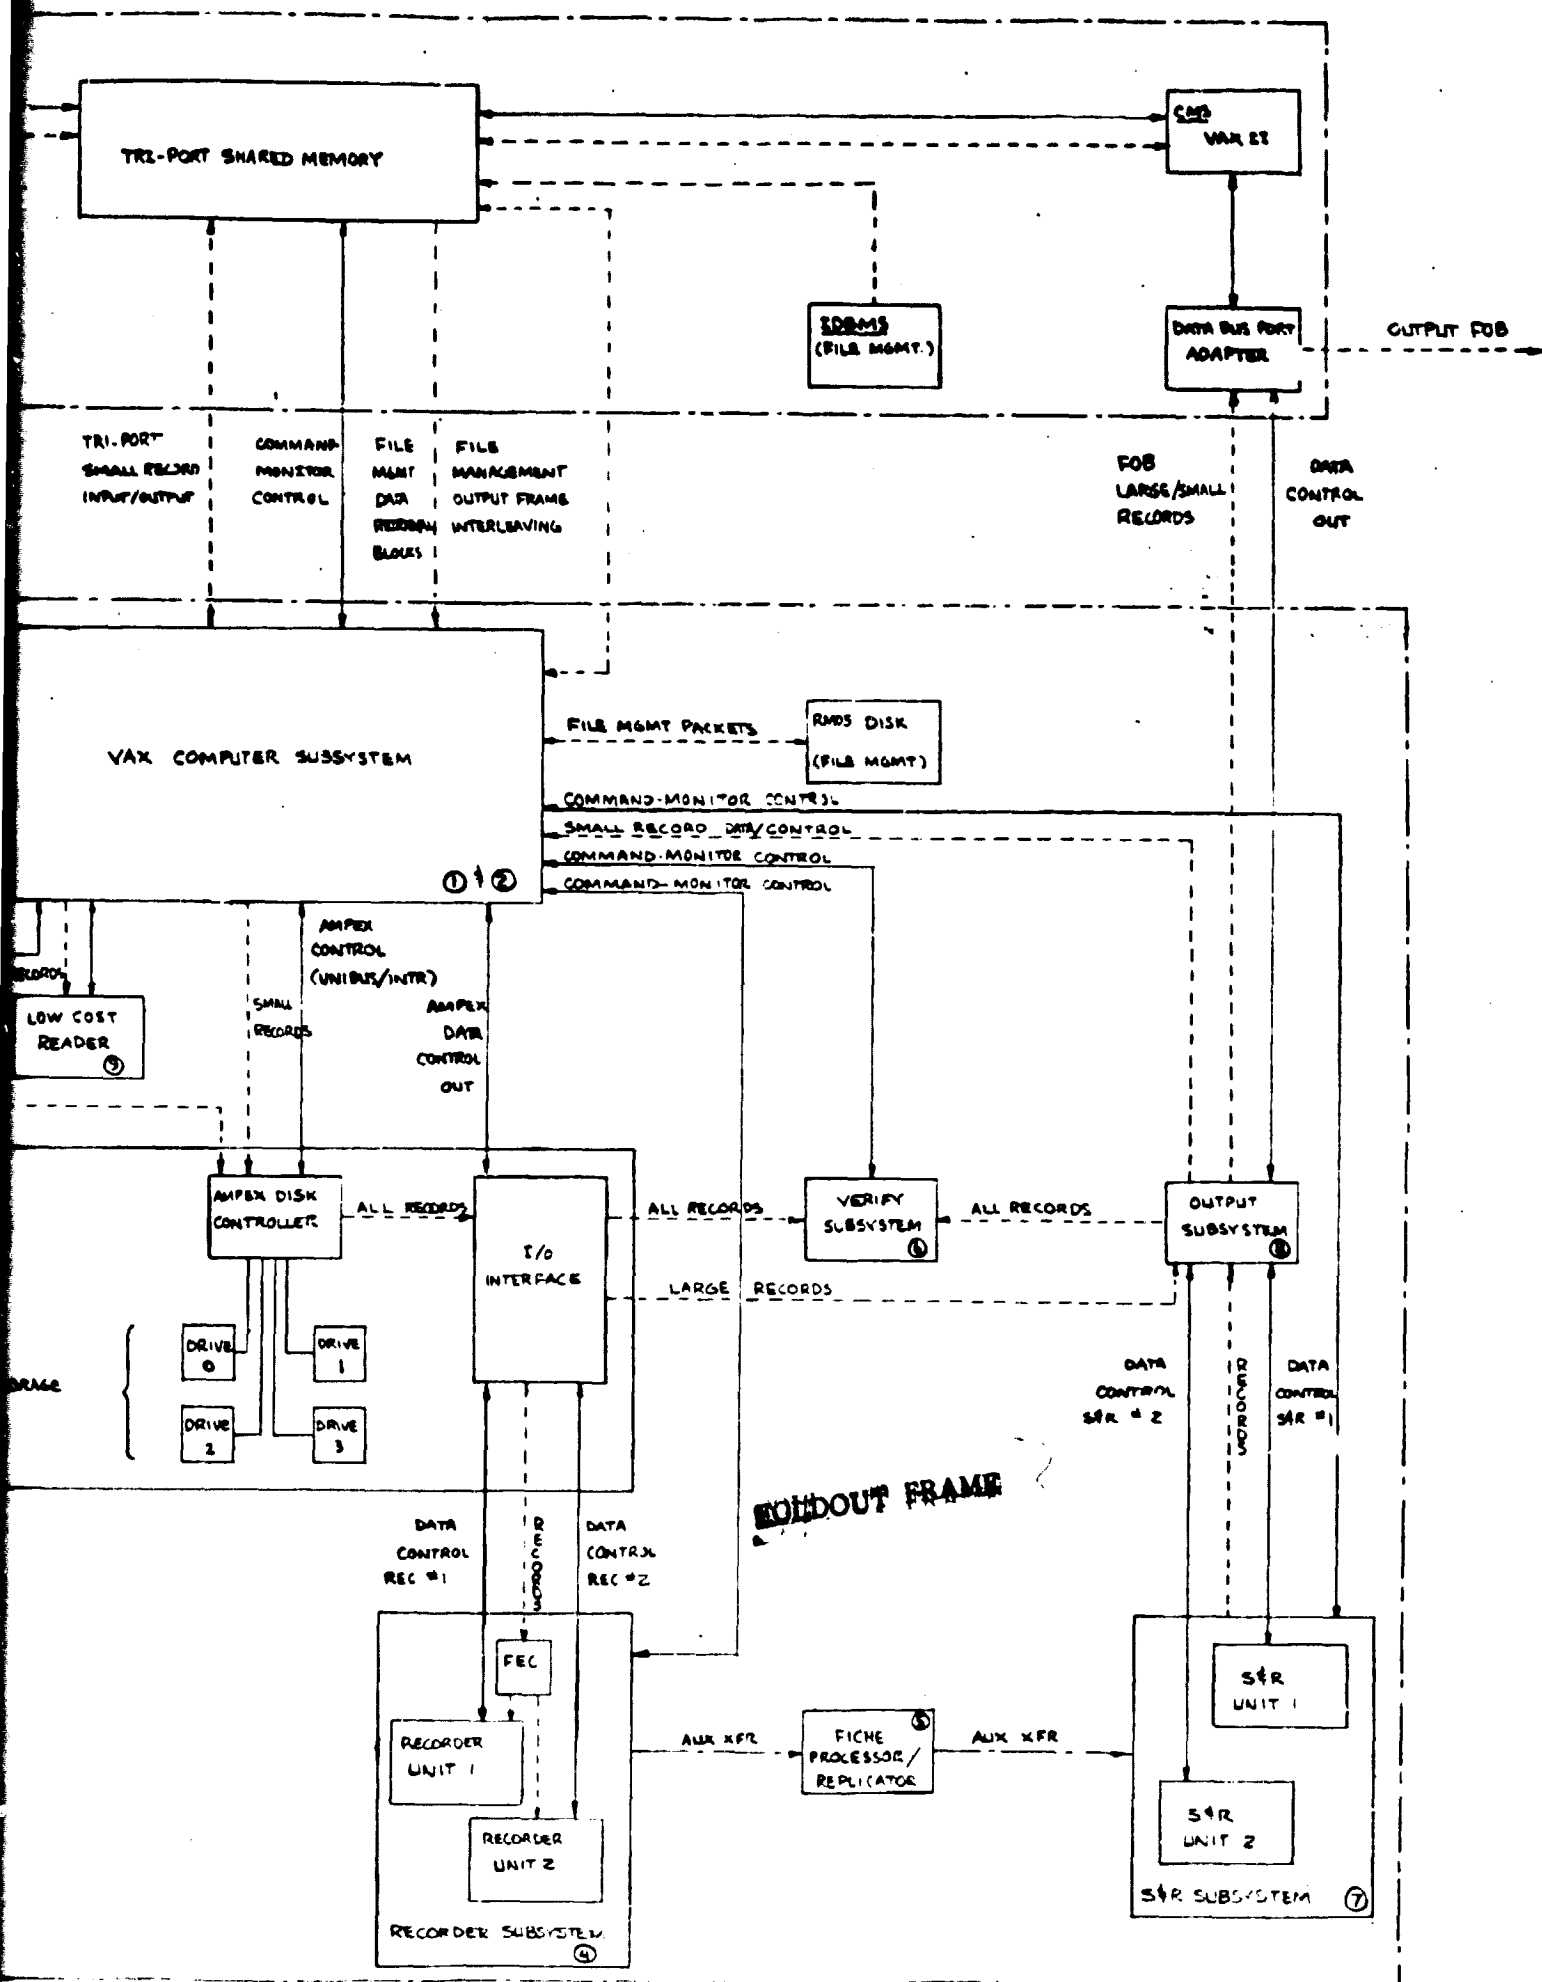 TRI-PORT SHARED MEMORY
VAX II
IDBMS
(FILE MGMT.)
DATA BUS PORT
ADAPTER
OUTPUT FOB
TRI-PORT
SMALL RECORD
INPUT/OUTPUT
COMMAND
MONITOR
CONTROL
FILE
MGMT
DATA
BLOCKS
FILE
MANAGEMENT
OUTPUT FRAME
INTERLEAVING
FOB
LARGE/SMALL
RECORDS
DATA
CONTROL
OUT
VAX COMPUTER SUBSYSTEM
1 & 2
FILE MGMT PACKETS
RM05 DISK
(FILE MGMT)
COMMAND-MONITOR CONTROL
SMALL RECORD DATA/CONTROL
COMMAND-MONITOR CONTROL
COMMAND-MONITOR CONTROL
AMPEX
CONTROL
(UNIBUS/INTR)
SMALL
RECORDS
AMPEX
DATA
CONTROL
OUT
ECORDS
LOW COST
READER
9
AMPEX DISK
CONTROLLER
ALL RECORDS
I/O
INTERFACE
ALL RECORDS
VERIFY
SUBSYSTEM
6
ALL RECORDS
OUTPUT
SUBSYSTEM
8
LARGE RECORDS
DRIVE
0
DRIVE
1
DRIVE
2
DRIVE
3
ORAGE
DATA
CONTROL
S&R #2
RECORDS
DATA
CONTROL
S&R #1
FOLDOUT FRAME
DATA
CONTROL
REC #1
RECORDS
DATA
CONTROL
REC #2
FEC
RECORDER
UNIT 1
RECORDER
UNIT 2
RECORDER SUBSYSTEM
4
AUX XFR
5
FICHE
PROCESSOR/
REPLICATOR
AUX XFR
S&R
UNIT 1
S&R
UNIT 2
S&R SUBSYSTEM
7